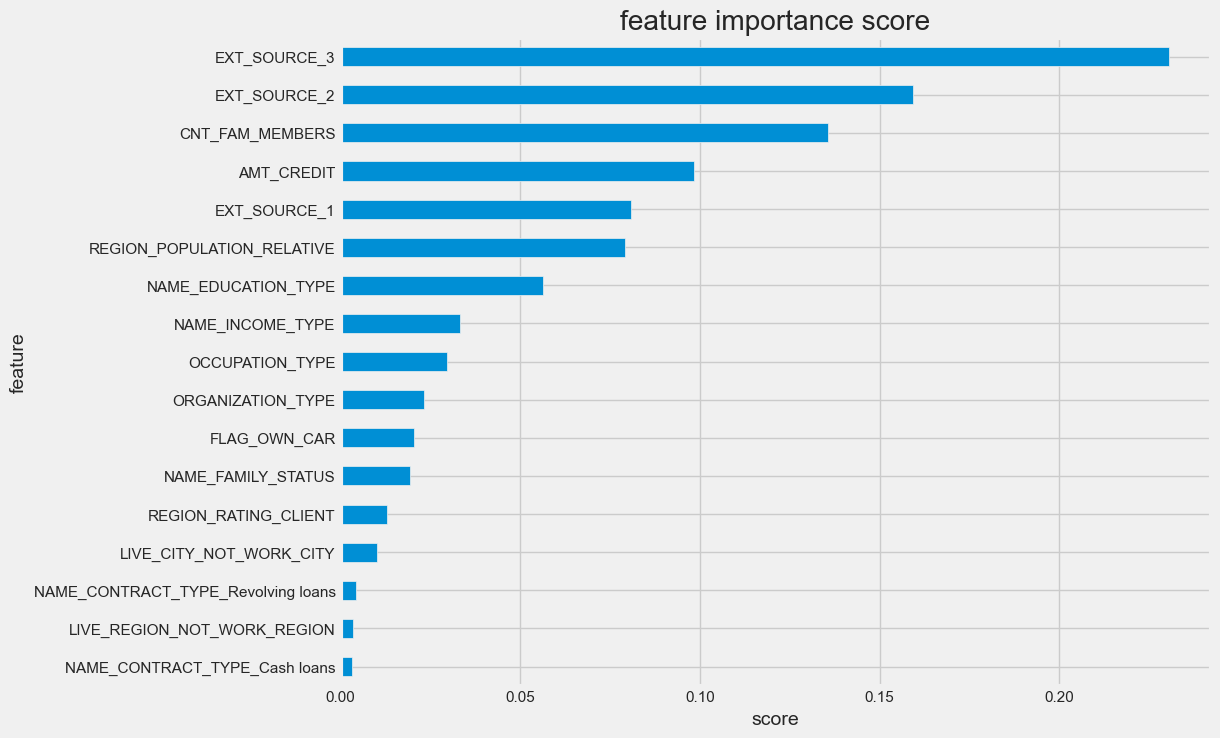 feature importance score
EXT_SOURCE_3
EXT_SOURCE_2
CNT_FAM_MEMBERS
AMT_CREDIT
EXT_SOURCE_1
REGION_POPULATION_RELATIVE
NAME_EDUCATION_TYPE
NAME_INCOME_TYPE
OCCUPATION_TYPE
ORGANIZATION_TYPE
FLAG_OWN_CAR
NAME_FAMILY_STATUS
REGION_RATING_CLIENT
LIVE_CITY_NOT_WORK_CITY
NAME_CONTRACT_TYPE_Revolving loans
LIVE_REGION_NOT_WORK_REGION
NAME_CONTRACT_TYPE_Cash loans
feature
0.00 0.05 0.10 0.15 0.20
score